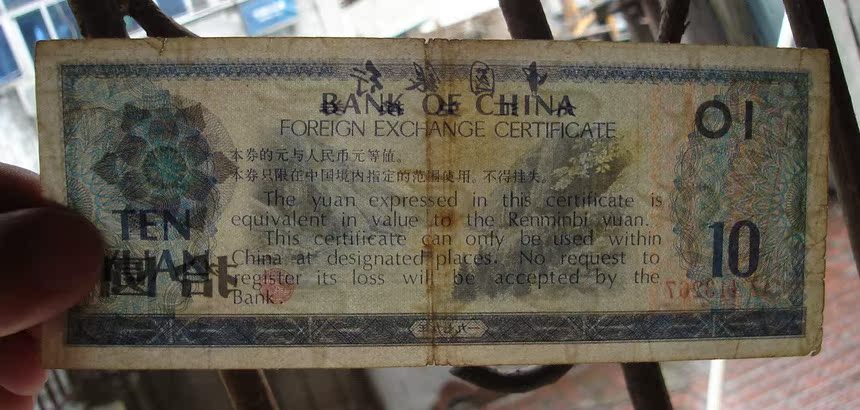 BANK OF CHINA
FOREIGN EXCHANGE CERTIFICATE
本券的元与人民币元等值。
本券只限在中国境内指定的范围使用，不得挂失。
The yuan expressed in this certificate is
equivalent in value to the Renminbi yuan.
This certificate can only be used within
China at designated places. No request to
register its loss will be accepted by the
Bank.
TEN
YUAN
10
10